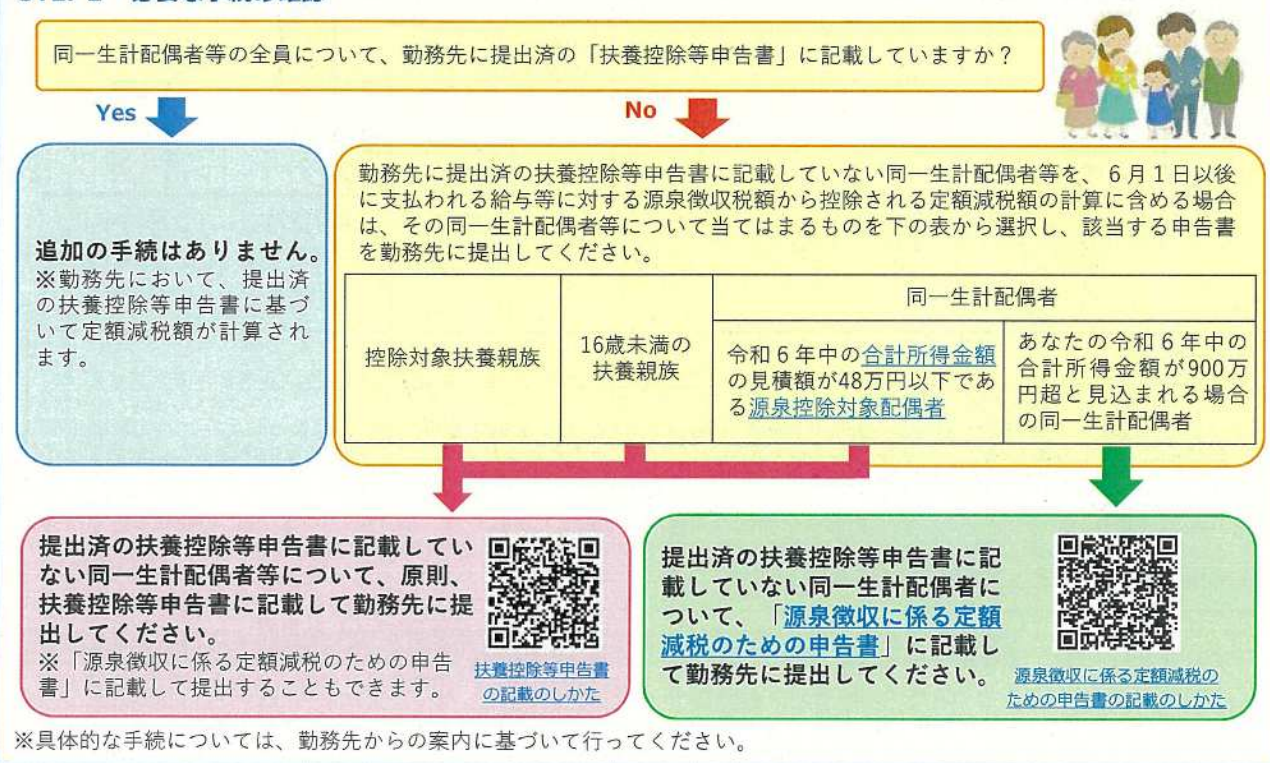 同一生計配偶者等の全員について、勤務先に提出済の「扶養控除等申告書」に記載していますか？
Yes
No
追加の手続はありません。
※勤務先において、提出済
の扶養控除等申告書に基づ
いて定額減税額が計算され
ます。
勤務先に提出済の扶養控除等申告書に記載していない同一生計配偶者等を、６月１日以後
に支払われる給与等に対する源泉徴収税額から控除される定額減税額の計算に含める場合
は、その同一生計配偶者等について当てはまるものを下の表から選択し、該当する申告書
を勤務先に提出してください。
控除対象扶養親族
16歳未満の
扶養親族
同一生計配偶者
令和６年中の合計所得金額
の見積額が48万円以下であ
る源泉控除対象配偶者
あなたの令和６年中の
合計所得金額が900万
円超と見込まれる場合
の同一生計配偶者
提出済の扶養控除等申告書に記載してい
ない同一生計配偶者等について、原則、
扶養控除等申告書に記載して勤務先に提
出してください。
※「源泉徴収に係る定額減税のための申告
書」に記載して提出することもできます。
扶養控除等申告書
の記載のしかた
提出済の扶養控除等申告書に記
載していない同一生計配偶者に
ついて、「源泉徴収に係る定額
減税のための申告書」に記載し
て勤務先に提出してください。
源泉徴収に係る定額減税の
ための申告書の記載のしかた
※具体的な手続については、勤務先からの案内に基づいて行ってください。